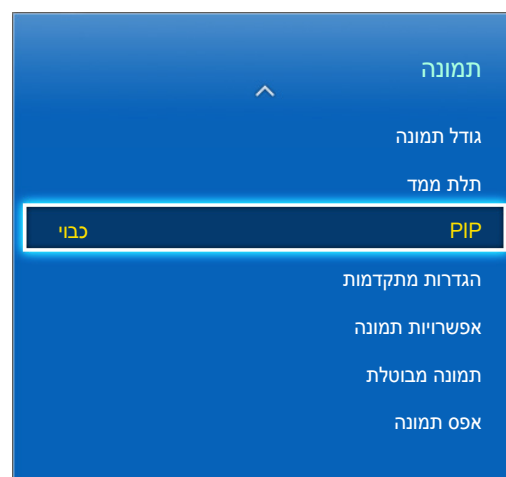 תמונה
גודל תמונה
תלת ממד
PIP כבוי
הגדרות מתקדמות
אפשרויות תמונה
תמונה מבוטלת
אפס תמונה